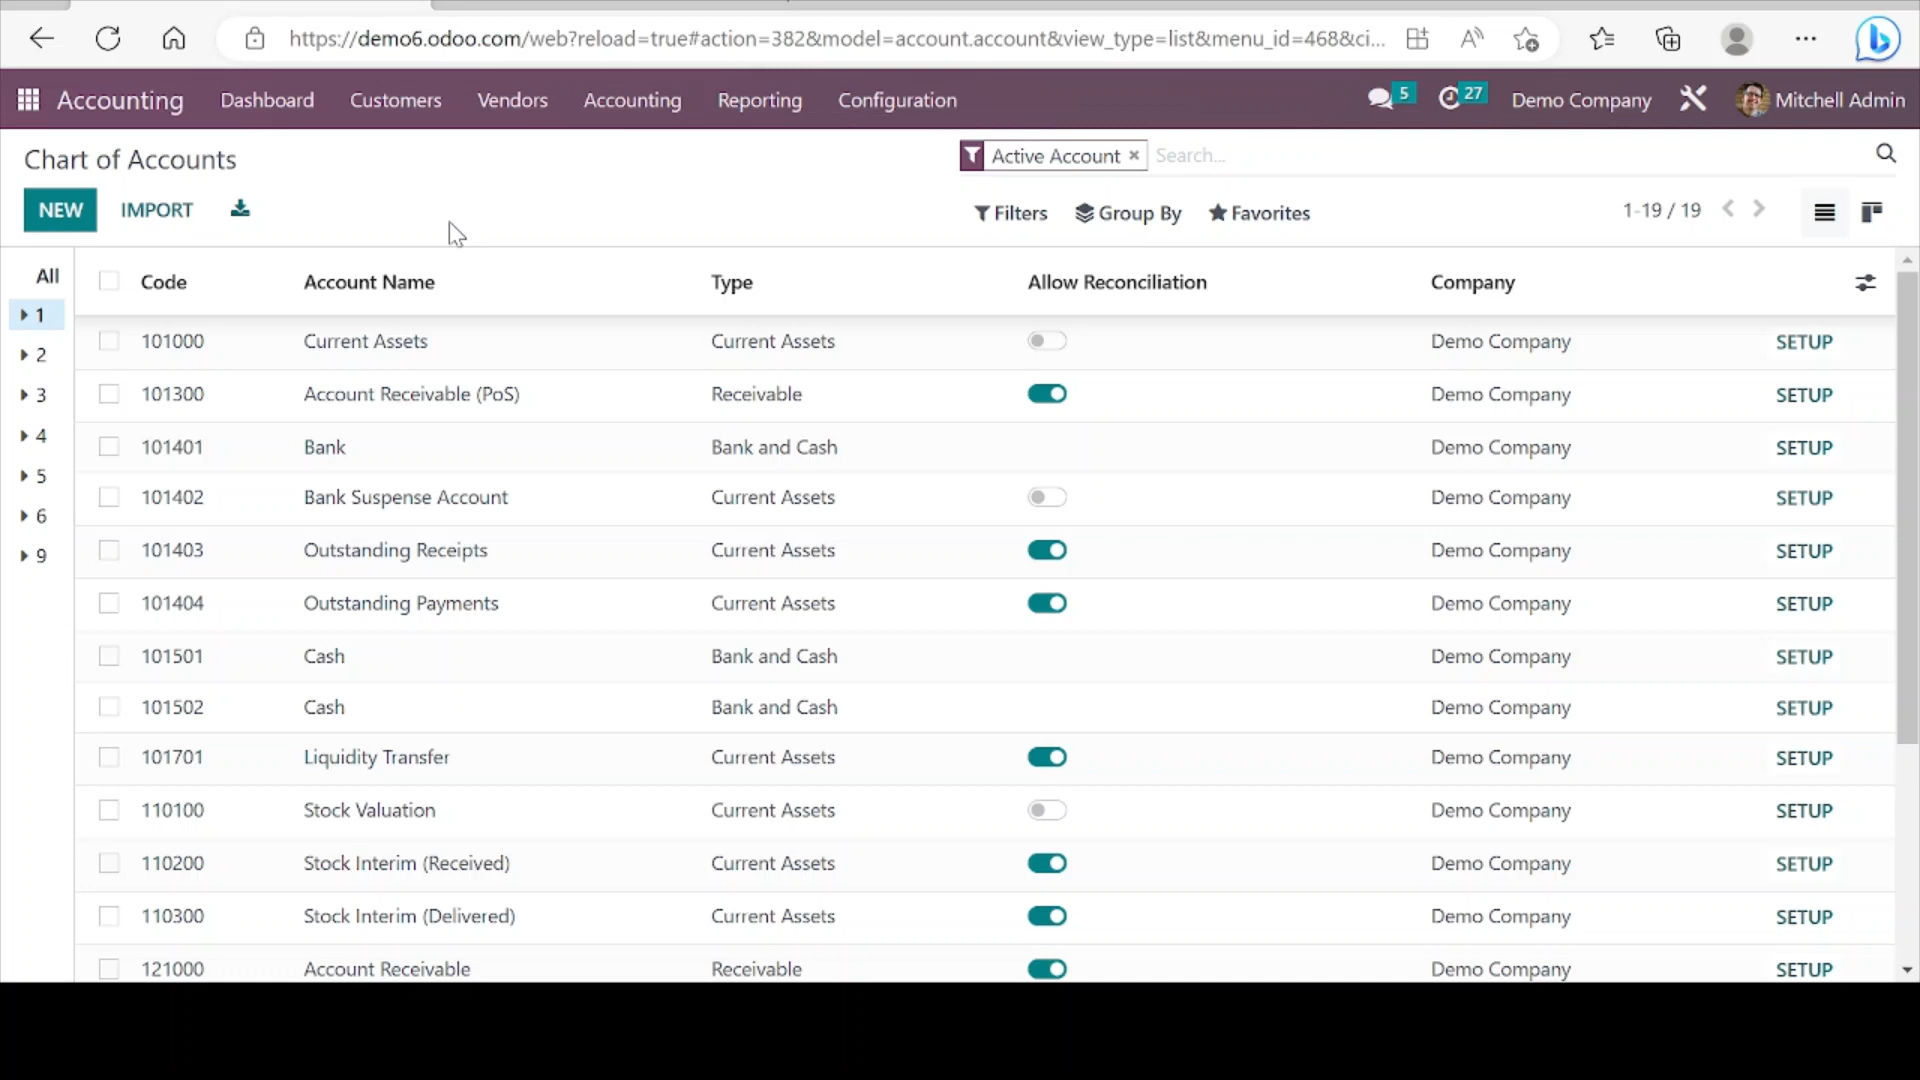 https://demo6.odoo.com/web?reload=true#action=382&model=account.account&view_type=list&menu_id=468&ci...
Accounting Dashboard Customers Vendors Accounting Reporting Configuration 5 27 Demo Company Mitchell Admin
Chart of Accounts Active Account × Search...
NEW IMPORT Filters Group By Favorites 1-19 / 19
All Code Account Name Type Allow Reconciliation Company
1
2
3
4
5
6
9
101000 Current Assets Current Assets Demo Company SETUP
101300 Account Receivable (PoS) Receivable Demo Company SETUP
101401 Bank Bank and Cash Demo Company SETUP
101402 Bank Suspense Account Current Assets Demo Company SETUP
101403 Outstanding Receipts Current Assets Demo Company SETUP
101404 Outstanding Payments Current Assets Demo Company SETUP
101501 Cash Bank and Cash Demo Company SETUP
101502 Cash Bank and Cash Demo Company SETUP
101701 Liquidity Transfer Current Assets Demo Company SETUP
110100 Stock Valuation Current Assets Demo Company SETUP
110200 Stock Interim (Received) Current Assets Demo Company SETUP
110300 Stock Interim (Delivered) Current Assets Demo Company SETUP
121000 Account Receivable Receivable Demo Company SETUP